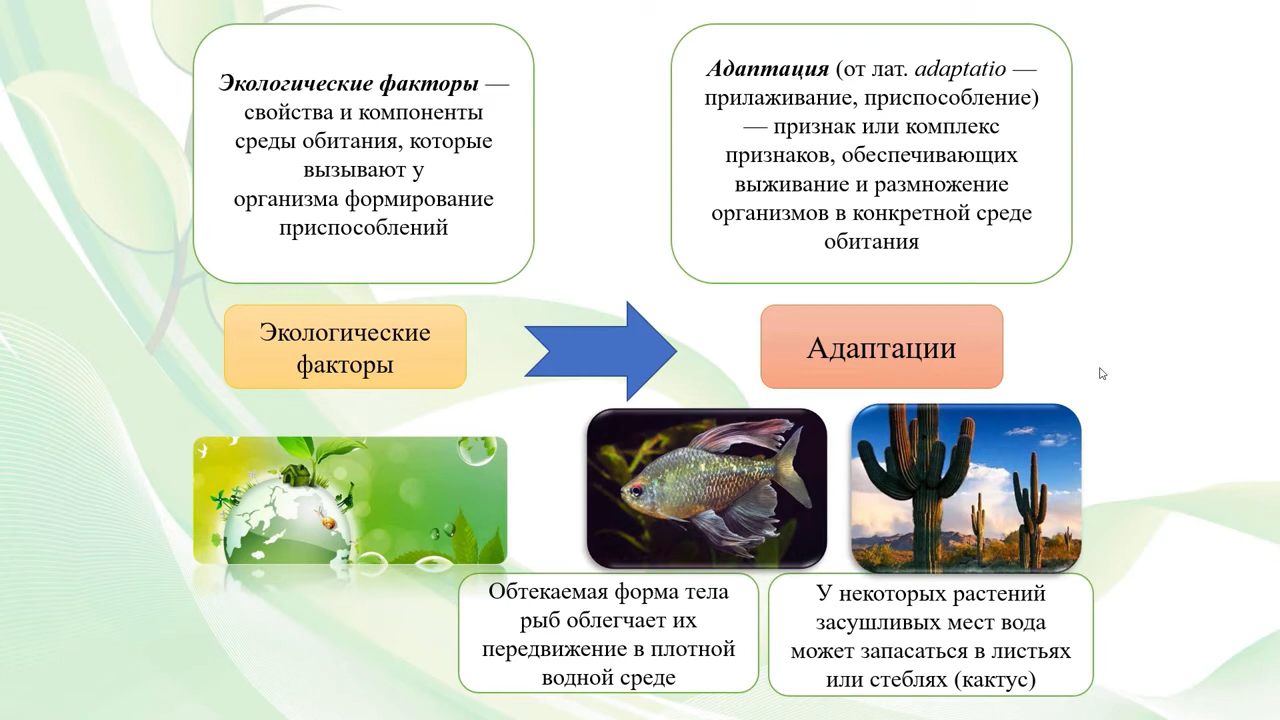 Экологические факторы —
свойства и компоненты
среды обитания, которые
вызывают у
организма формирование
приспособлений
Адаптация (от лат. adaptatio —
прилаживание, приспособление)
— признак или комплекс
признаков, обеспечивающих
выживание и размножение
организмов в конкретной среде
обитания
Экологические
факторы
Адаптации
Обтекаемая форма тела
рыб облегчает их
передвижение в плотной
водной среде
У некоторых растений
засушливых мест вода
может запасаться в листьях
или стеблях (кактус)